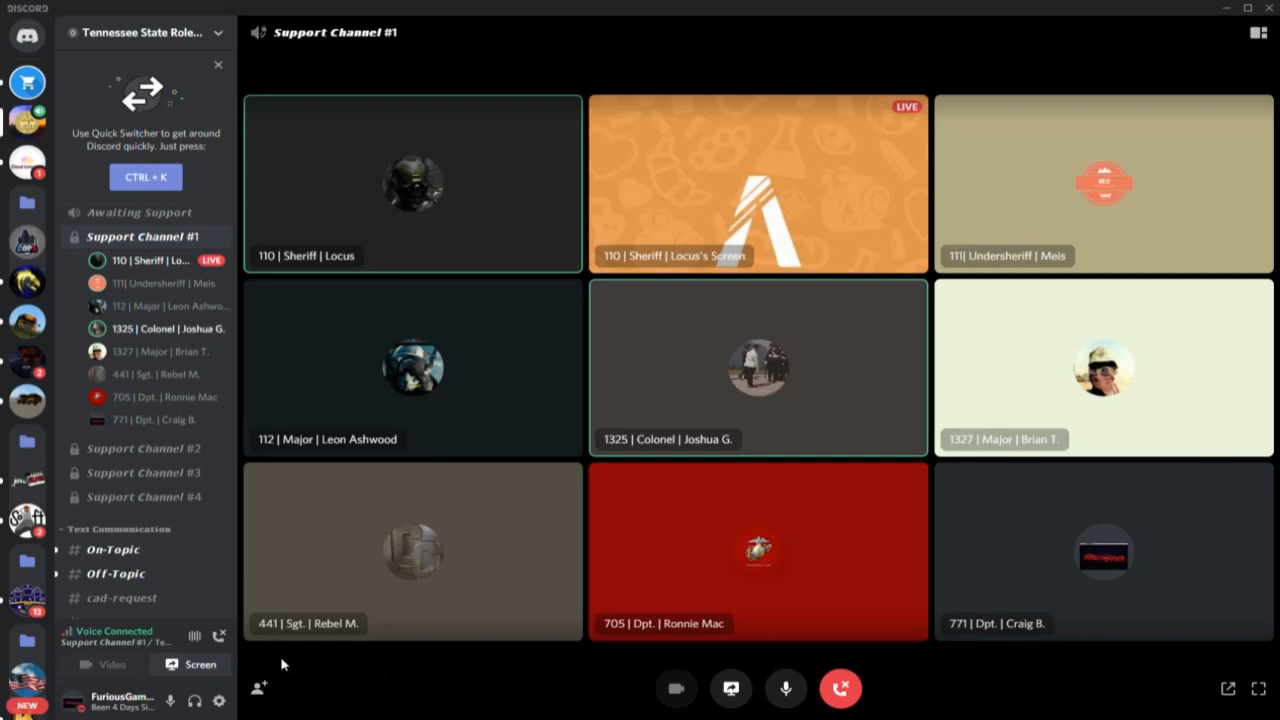 DISCORD
Tennessee State Role...
Use Quick Switcher to get around
Discord quickly. Just press:
CTRL + K
Awaiting Support
Support Channel #1
110 | Sheriff | Lo... LIVE
111| Undersheriff | Meis
112 | Major | Leon Ashwo...
1325 | Colonel | Joshua G.
1327 | Major | Brian T.
441 | Sgt. | Rebel M.
705 | Dpt. | Ronnie Mac
771 | Dpt. | Craig B.
Support Channel #2
Support Channel #3
Support Channel #4
Text Communication
# On-Topic
# Off-Topic
# cad-request
Voice Connected
Support Channel #1 / Te...
Video Screen
FuriousGam...
Been 4 Days Si...
1
2
2
13
NEW
Support Channel #1
LIVE
110 | Sheriff | Locus
110 | Sheriff | Locus's Screen
111| Undersheriff | Meis
112 | Major | Leon Ashwood
1325 | Colonel | Joshua G.
1327 | Major | Brian T.
441 | Sgt. | Rebel M.
705 | Dpt. | Ronnie Mac
771 | Dpt. | Craig B.